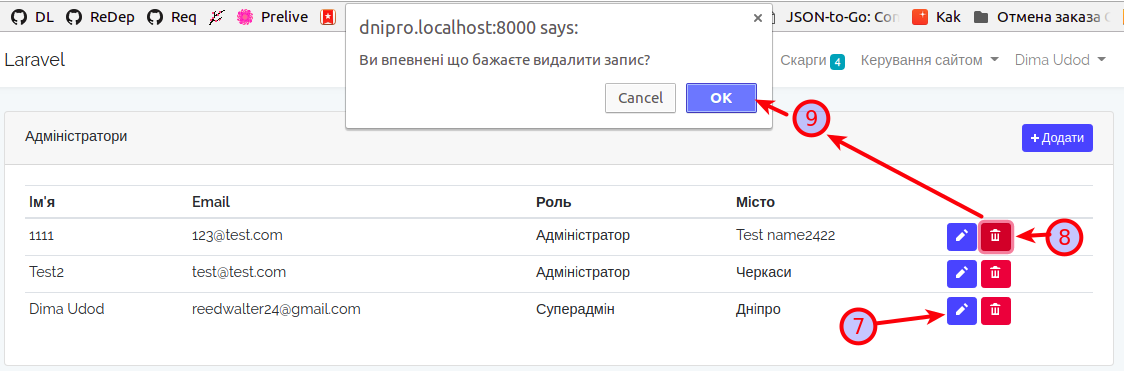 DL ReDep Req Prelive JSON-to-Go: Con Kak Отмена заказа С
dnipro.localhost:8000 says:
Ви впевнені що бажаєте видалити запис?
Cancel OK
Laravel Скарги 4 Керування сайтом Dima Udod
9
Адміністратори +Додати
Ім'я Email Роль Місто
1111 123@test.com Адміністратор Test name2422
8
Test2 test@test.com Адміністратор Черкаси
Dima Udod reedwalter24@gmail.com Суперадмін Дніпро
7